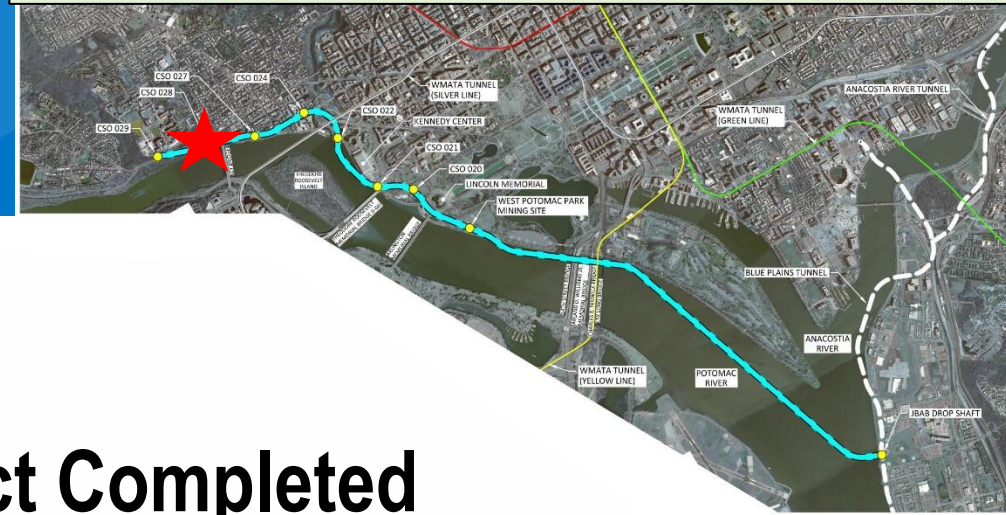 CSO 027
CSO 024
CSO 028
CSO 029
WMATA TUNNEL
(SILVER LINE)
CSO 022
KENNEDY CENTER
CSO 021
CSO 020
LINCOLN MEMORIAL
WEST POTOMAC PARK
MINING SITE
THEODORE
ROOSEVELT
ISLAND
ANACOSTIA RIVER TUNNEL
WMATA TUNNEL
(GREEN LINE)
BLUE PLAINS TUNNEL
ANACOSTIA
RIVER
WMATA TUNNEL
(YELLOW LINE)
POTOMAC
RIVER
JBAB DROP SHAFT
ct Completed